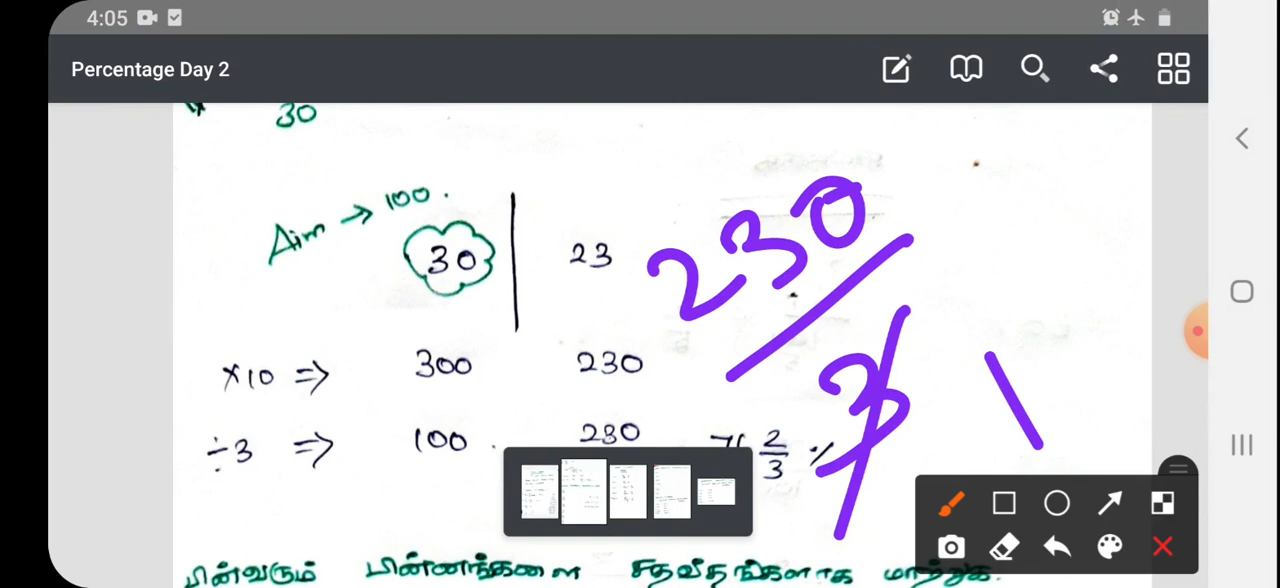 4:05
Percentage Day 2
30
Aim → 100.
30 | 23 230/3
×10 ⇒ 300 230
÷3 ⇒ 100 230 2/3 %
பின்வரும் பின்னங்களை சதவீதங்களாக மாற்றுக.